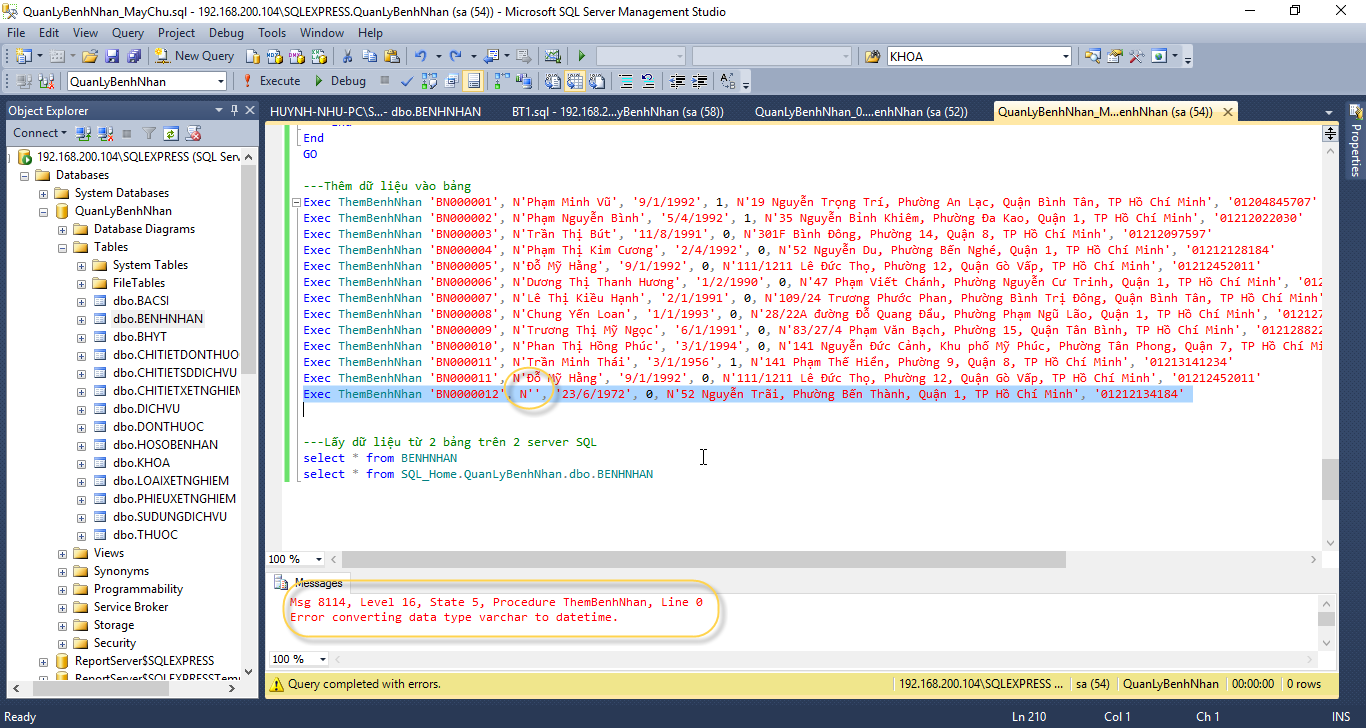 QuanLyBenhNhan_MayChu.sql - 192.168.200.104\SQLEXPRESS.QuanLyBenhNhan (sa (54)) - Microsoft SQL Server Management Studio
File Edit View Query Project Debug Tools Window Help
New Query KHOA
QuanLyBenhNhan Execute Debug
Object Explorer
Connect
192.168.200.104\SQLEXPRESS (SQL Ser
Databases
System Databases
QuanLyBenhNhan
Database Diagrams
Tables
System Tables
FileTables
dbo.BACSI
dbo.BENHNHAN
dbo.BHYT
dbo.CHITIETDONTHUO
dbo.CHITIETSDDICHVU
dbo.CHITIETXETNGHIEM
dbo.DICHVU
dbo.DONTHUOC
dbo.HOSOBENHAN
dbo.KHOA
dbo.LOAIXETNGHIEM
dbo.PHIEUXETNGHIEM
dbo.SUDUNGDICHVU
dbo.THUOC
Views
Synonyms
Programmability
Service Broker
Storage
Security
ReportServer$SQLEXPRESS
ReportServer$SQLEXPRESSTem
HUYNH-NHU-PC\S...- dbo.BENHNHAN BT1.sql - 192.168.2...yBenhNhan (sa (58)) QuanLyBenhNhan_0....enhNhan (sa (52)) QuanLyBenhNhan_M...enhNhan (sa (54))
Properties
End
End
GO
---Thêm dữ liệu vào bảng
Exec ThemBenhNhan 'BN000001', N'Phạm Minh Vũ', '9/1/1992', 1, N'19 Nguyễn Trọng Trí, Phường An Lạc, Quận Bình Tân, TP Hồ Chí Minh', '01204845707'
Exec ThemBenhNhan 'BN000002', N'Phạm Nguyễn Bình', '5/4/1992', 1, N'35 Nguyễn Bỉnh Khiêm, Phường Đa Kao, Quận 1, TP Hồ Chí Minh', '01212022030'
Exec ThemBenhNhan 'BN000003', N'Trần Thị Bút', '11/8/1991', 0, N'301F Bình Đông, Phường 14, Quận 8, TP Hồ Chí Minh', '01212097597'
Exec ThemBenhNhan 'BN000004', N'Phạm Thị Kim Cương', '2/4/1992', 0, N'52 Nguyễn Du, Phường Bến Nghé, Quận 1, TP Hồ Chí Minh', '01212128184'
Exec ThemBenhNhan 'BN000005', N'Đỗ Mỹ Hằng', '9/1/1992', 0, N'111/1211 Lê Đức Thọ, Phường 12, Quận Gò Vấp, TP Hồ Chí Minh', '01212452011'
Exec ThemBenhNhan 'BN000006', N'Dương Thị Thanh Hương', '1/2/1990', 0, N'47 Phạm Viết Chánh, Phường Nguyễn Cư Trinh, Quận 1, TP Hồ Chí Minh', '012
Exec ThemBenhNhan 'BN000007', N'Lê Thị Kiều Hạnh', '2/1/1991', 0, N'109/24 Trương Phước Phan, Phường Bình Trị Đông, Quận Bình Tân, TP Hồ Chí Minh'
Exec ThemBenhNhan 'BN000008', N'Chung Yến Loan', '1/1/1993', 0, N'28/22A đường Đỗ Quang Đẩu, Phường Phạm Ngũ Lão, Quận 1, TP Hồ Chí Minh', '01212
Exec ThemBenhNhan 'BN000009', N'Trương Thị Mỹ Ngọc', '6/1/1991', 0, N'83/27/4 Phạm Văn Bạch, Phường 15, Quận Tân Bình, TP Hồ Chí Minh', '012128822
Exec ThemBenhNhan 'BN000010', N'Phan Thị Hồng Phúc', '3/1/1994', 0, N'141 Nguyễn Đức Cảnh, Khu phố Mỹ Phúc, Phường Tân Phong, Quận 7, TP Hồ Chí Mi
Exec ThemBenhNhan 'BN000011', N'Trần Minh Thái', '3/1/1956', 1, N'141 Phạm Thế Hiển, Phường 9, Quận 8, TP Hồ Chí Minh', '01213141234'
Exec ThemBenhNhan 'BN000011', N'Đỗ Mỹ Hằng', '9/1/1992', 0, N'111/1211 Lê Đức Thọ, Phường 12, Quận Gò Vấp, TP Hồ Chí Minh', '01212452011'
Exec ThemBenhNhan 'BN0000012', N'', '23/6/1972', 0, N'52 Nguyễn Trãi, Phường Bến Thành, Quận 1, TP Hồ Chí Minh', '01212134184'
---Lấy dữ liệu từ 2 bảng trên 2 server SQL
select * from BENHNHAN
select * from SQL_Home.QuanLyBenhNhan.dbo.BENHNHAN
100 %
Messages
Msg 8114, Level 16, State 5, Procedure ThemBenhNhan, Line 0
Error converting data type varchar to datetime.
100 %
Query completed with errors. 192.168.200.104\SQLEXPRESS ... sa (54) QuanLyBenhNhan 00:00:00 0 rows
Ready Ln 210 Col 1 Ch 1 INS